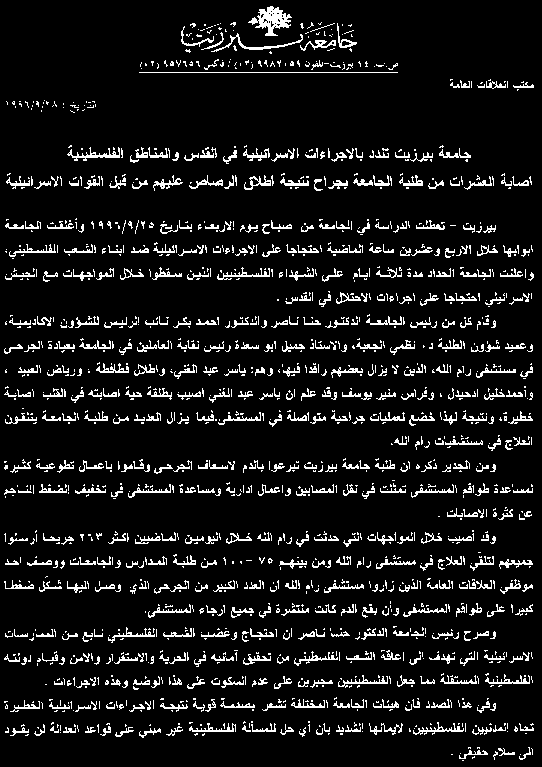 جامعة بيرزيت
ص.ب. ١٤ بيرزيت-تلفون ٩٩٨٢٠٥٩ (٠٢) / فاكس ٩٥٧٦٥٦ (٠٢)
مكتب العلاقات العامة
التاريخ : ١٩٩٦/٩/٢٨
جامعة بيرزيت تندد بالاجراءات الاسرائيلية في القدس والمناطق الفلسطينية
اصابة العشرات من طلبة الجامعة بجراح نتيجة اطلاق الرصاص عليهم من قبل القوات الاسرائيلية
بيرزيت - تعطلت الدراسة في الجامعة من صباح يوم الاربعاء بتاريخ ١٩٩٦/٩/٢٥ وأغلقت الجامعة
ابوابها خلال الاربع وعشرين ساعة الماضية احتجاجا على الاجراءات الاسرائيلية ضد ابناء الشعب الفلسطيني،
واعلنت الجامعة الحداد مدة ثلاثة أيام على الشهداء الفلسطينيين الذين سقطوا خلال المواجهات مع الجيش
الاسرائيلي احتجاجا على اجراءات الاحتلال في القدس .
وقام كل من رئيس الجامعة الدكتور حنا ناصر والدكتور احمد بكر نائب الرئيس للشؤون الاكاديمية،
وعميد شؤون الطلبة د. نظمي الجعبة، والاستاذ جميل ابو سعدة رئيس نقابة العاملين في الجامعة بعيادة الجرحى
في مستشفى رام الله، الذين لا يزال بعضهم راقدا فيها، وهم: ياسر عبد الغني، واطلال قطاطفة ، ورياض العبيد ،
وأحمدخليل ادحيدل ، وفراس منير يوسف وقد علم ان ياسر عبد الغني اصيب بطلقة حية اصابته في القلب اصابة
خطيرة، ونتيجة لهذا خضع لعمليات جراحية متواصلة في المستشفى.فيما يزال العديد من طلبة الجامعة يتلقون
العلاج في مستشفيات رام الله.
ومن الجدير ذكره ان طلبة جامعة بيرزيت تبرعوا بالدم لاسعاف الجرحى وقاموا باعمال تطوعية كثيرة
لمساعدة طواقم المستشفى تمثلت في نقل المصابين واعمال ادارية ومساعدة المستشفى في تخفيف الضغط الناجم
عن كثرة الاصابات .
وقد أصيب خلال المواجهات التي حدثت في رام الله خلال اليومين الماضيين اكثر ٢٦٣ جريحا أرسلوا
جميعهم لتلقي العلاج في مستشفى رام الله ومن بينهم ٧٥ -١٠٠ من طلبة المدارس والجامعات ووصف احد
موظفي العلاقات العامة الذين زاروا مستشفى رام الله ان العدد الكبير من الجرحى الذي وصل اليها شكل ضغطا
كبيرا على طواقم المستشفى وأن بقع الدم كانت منتشرة في جميع ارجاء المستشفى.
وصرح رئيس الجامعة الدكتور حنا ناصر ان احتجاج وغضب الشعب الفلسطيني نابع من الممارسات
الاسرائيلية التي تهدف الى اعاقة الشعب الفلسطيني من تحقيق أمانيه في الحرية والاستقرار والامن وقيام دولته
الفلسطينية المستقلة مما جعل الفلسطينيين مجبرين على عدم السكوت على هذا الوضع وهذه الاجراءات .
وفي هذا الصدد فان هيئات الجامعة المختلفة تشعر بصدمة قوية نتيجة الاجراءات الاسرائيلية الخطيرة
تجاه المدنيين الفلسطينيين، لايمانها الشديد بأن أي حل للمسألة الفلسطينية غير مبني على قواعد العدالة لن يقود
الى سلام حقيقي .